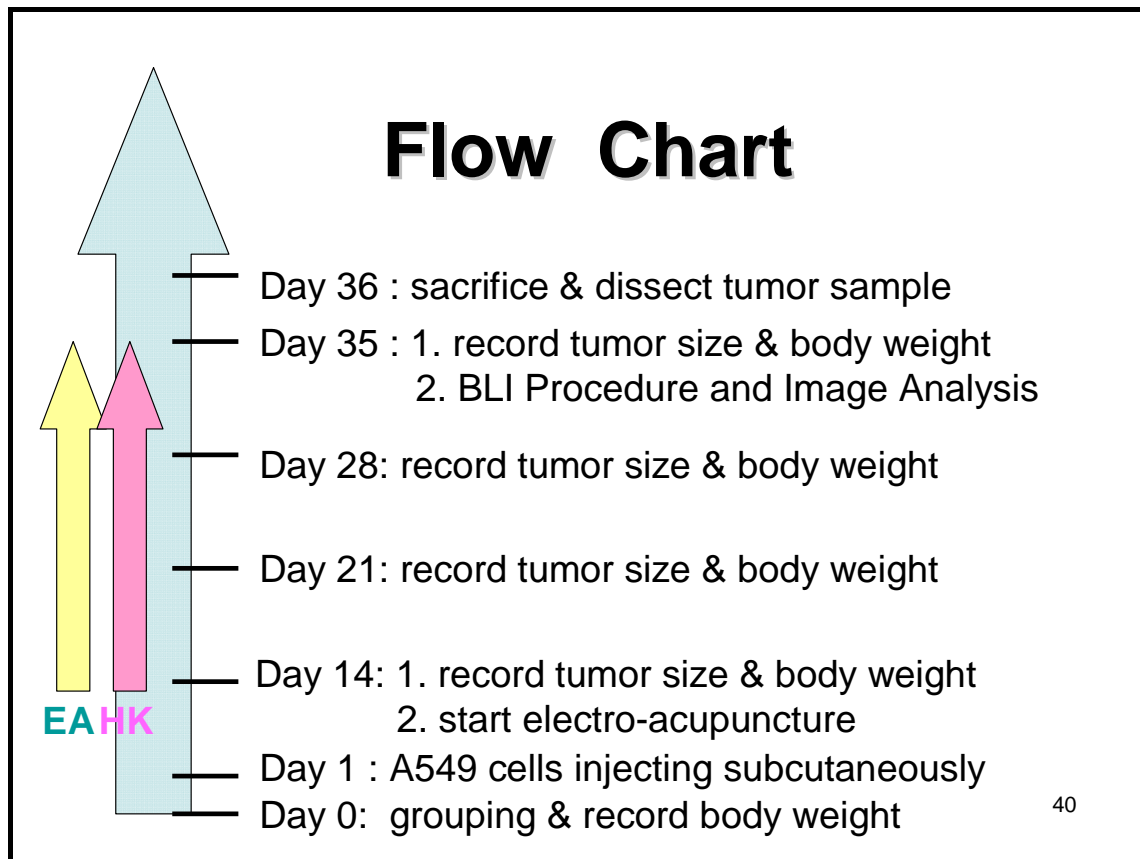 Flow Chart
Day 36 : sacrifice & dissect tumor sample
Day 35 : 1. record tumor size & body weight
2. BLI Procedure and Image Analysis
Day 28: record tumor size & body weight
Day 21: record tumor size & body weight
Day 14: 1. record tumor size & body weight
2. start electro-acupuncture
EA HK
Day 1 : A549 cells injecting subcutaneously
Day 0: grouping & record body weight
40